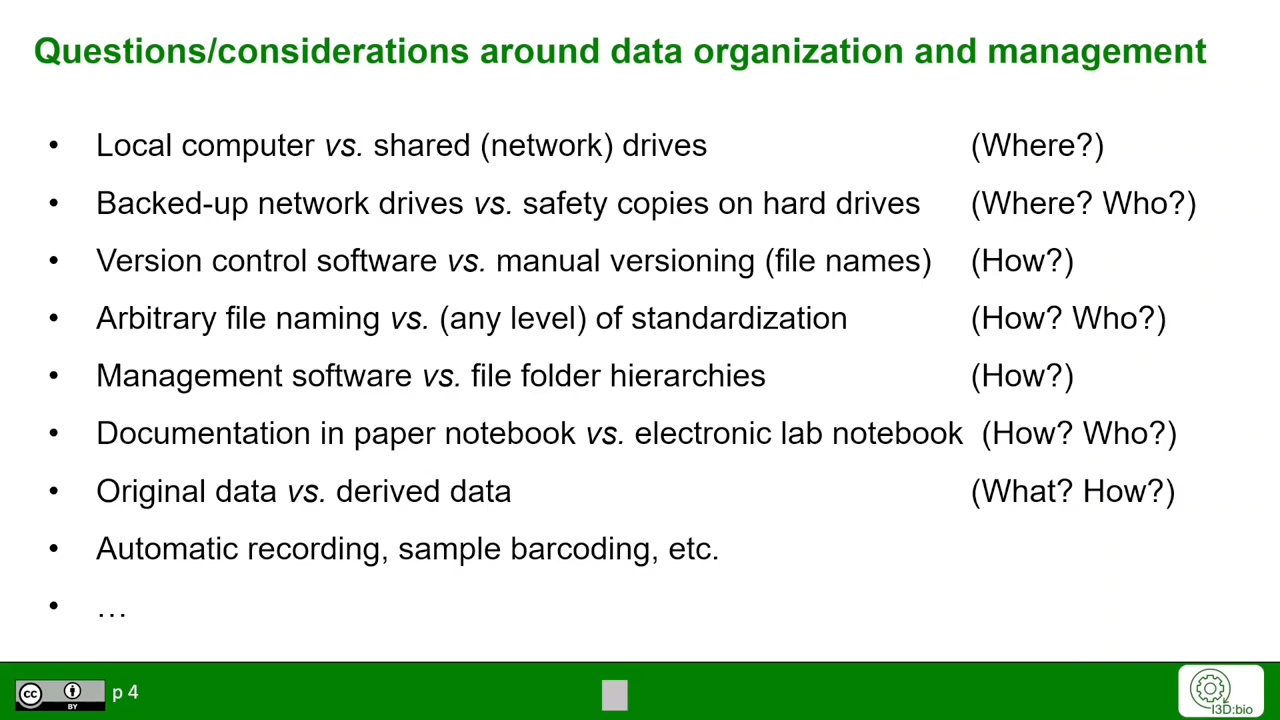 Questions/considerations around data organization and management
• Local computer vs. shared (network) drives (Where?)
• Backed-up network drives vs. safety copies on hard drives (Where? Who?)
• Version control software vs. manual versioning (file names) (How?)
• Arbitrary file naming vs. (any level) of standardization (How? Who?)
• Management software vs. file folder hierarchies (How?)
• Documentation in paper notebook vs. electronic lab notebook (How? Who?)
• Original data vs. derived data (What? How?)
• Automatic recording, sample barcoding, etc.
• …
cc BY p 4
I3D:bio